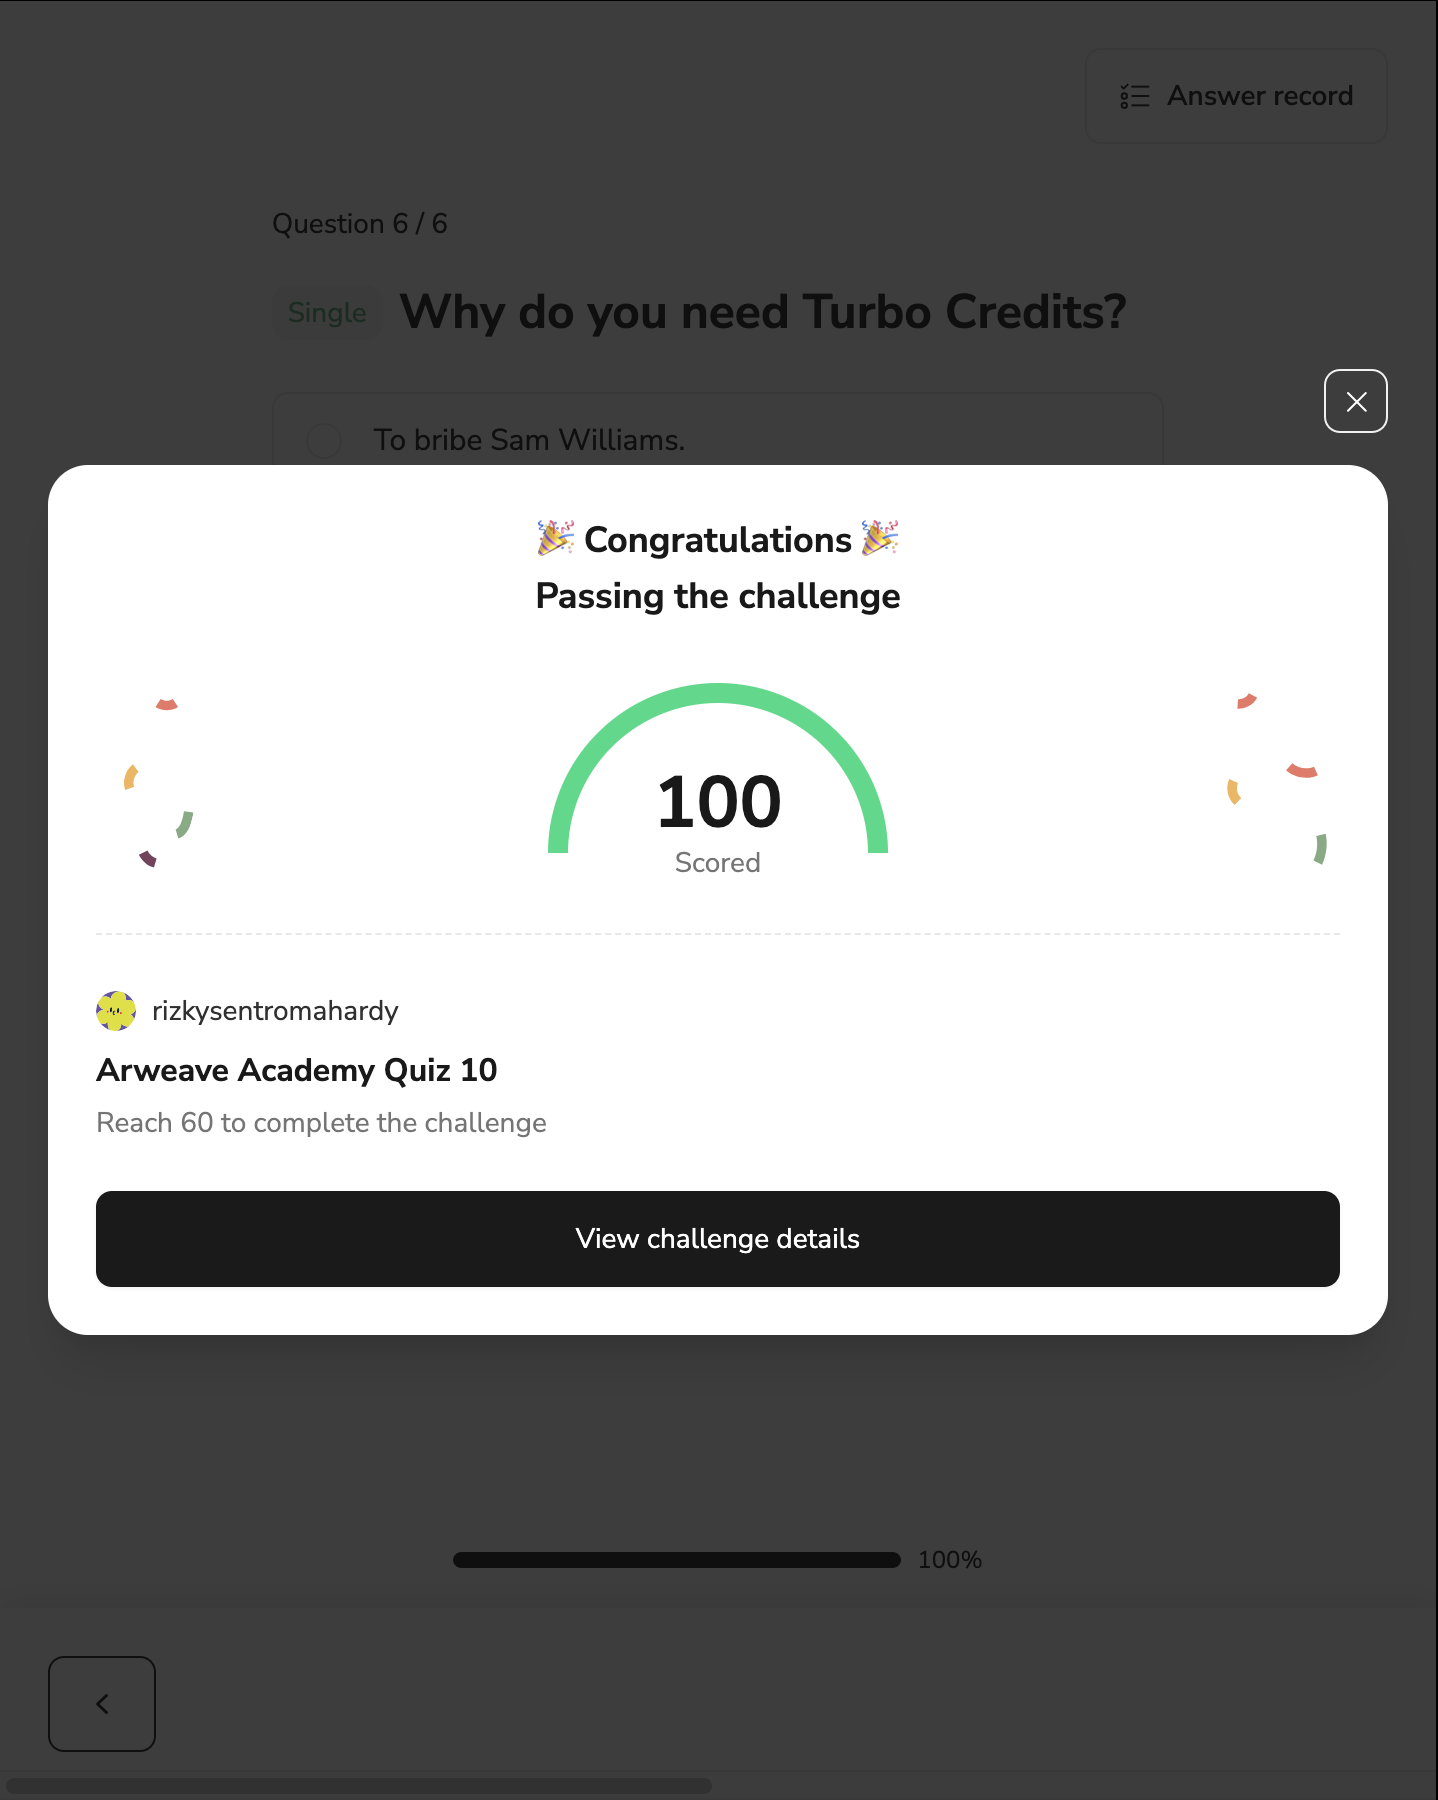 Answer record
Question 6 / 6
Single Why do you need Turbo Credits?
To bribe Sam Williams.
🎉 Congratulations 🎉
Passing the challenge
100
Scored
rizkysentromahardy
Arweave Academy Quiz 10
Reach 60 to complete the challenge
View challenge details
100%